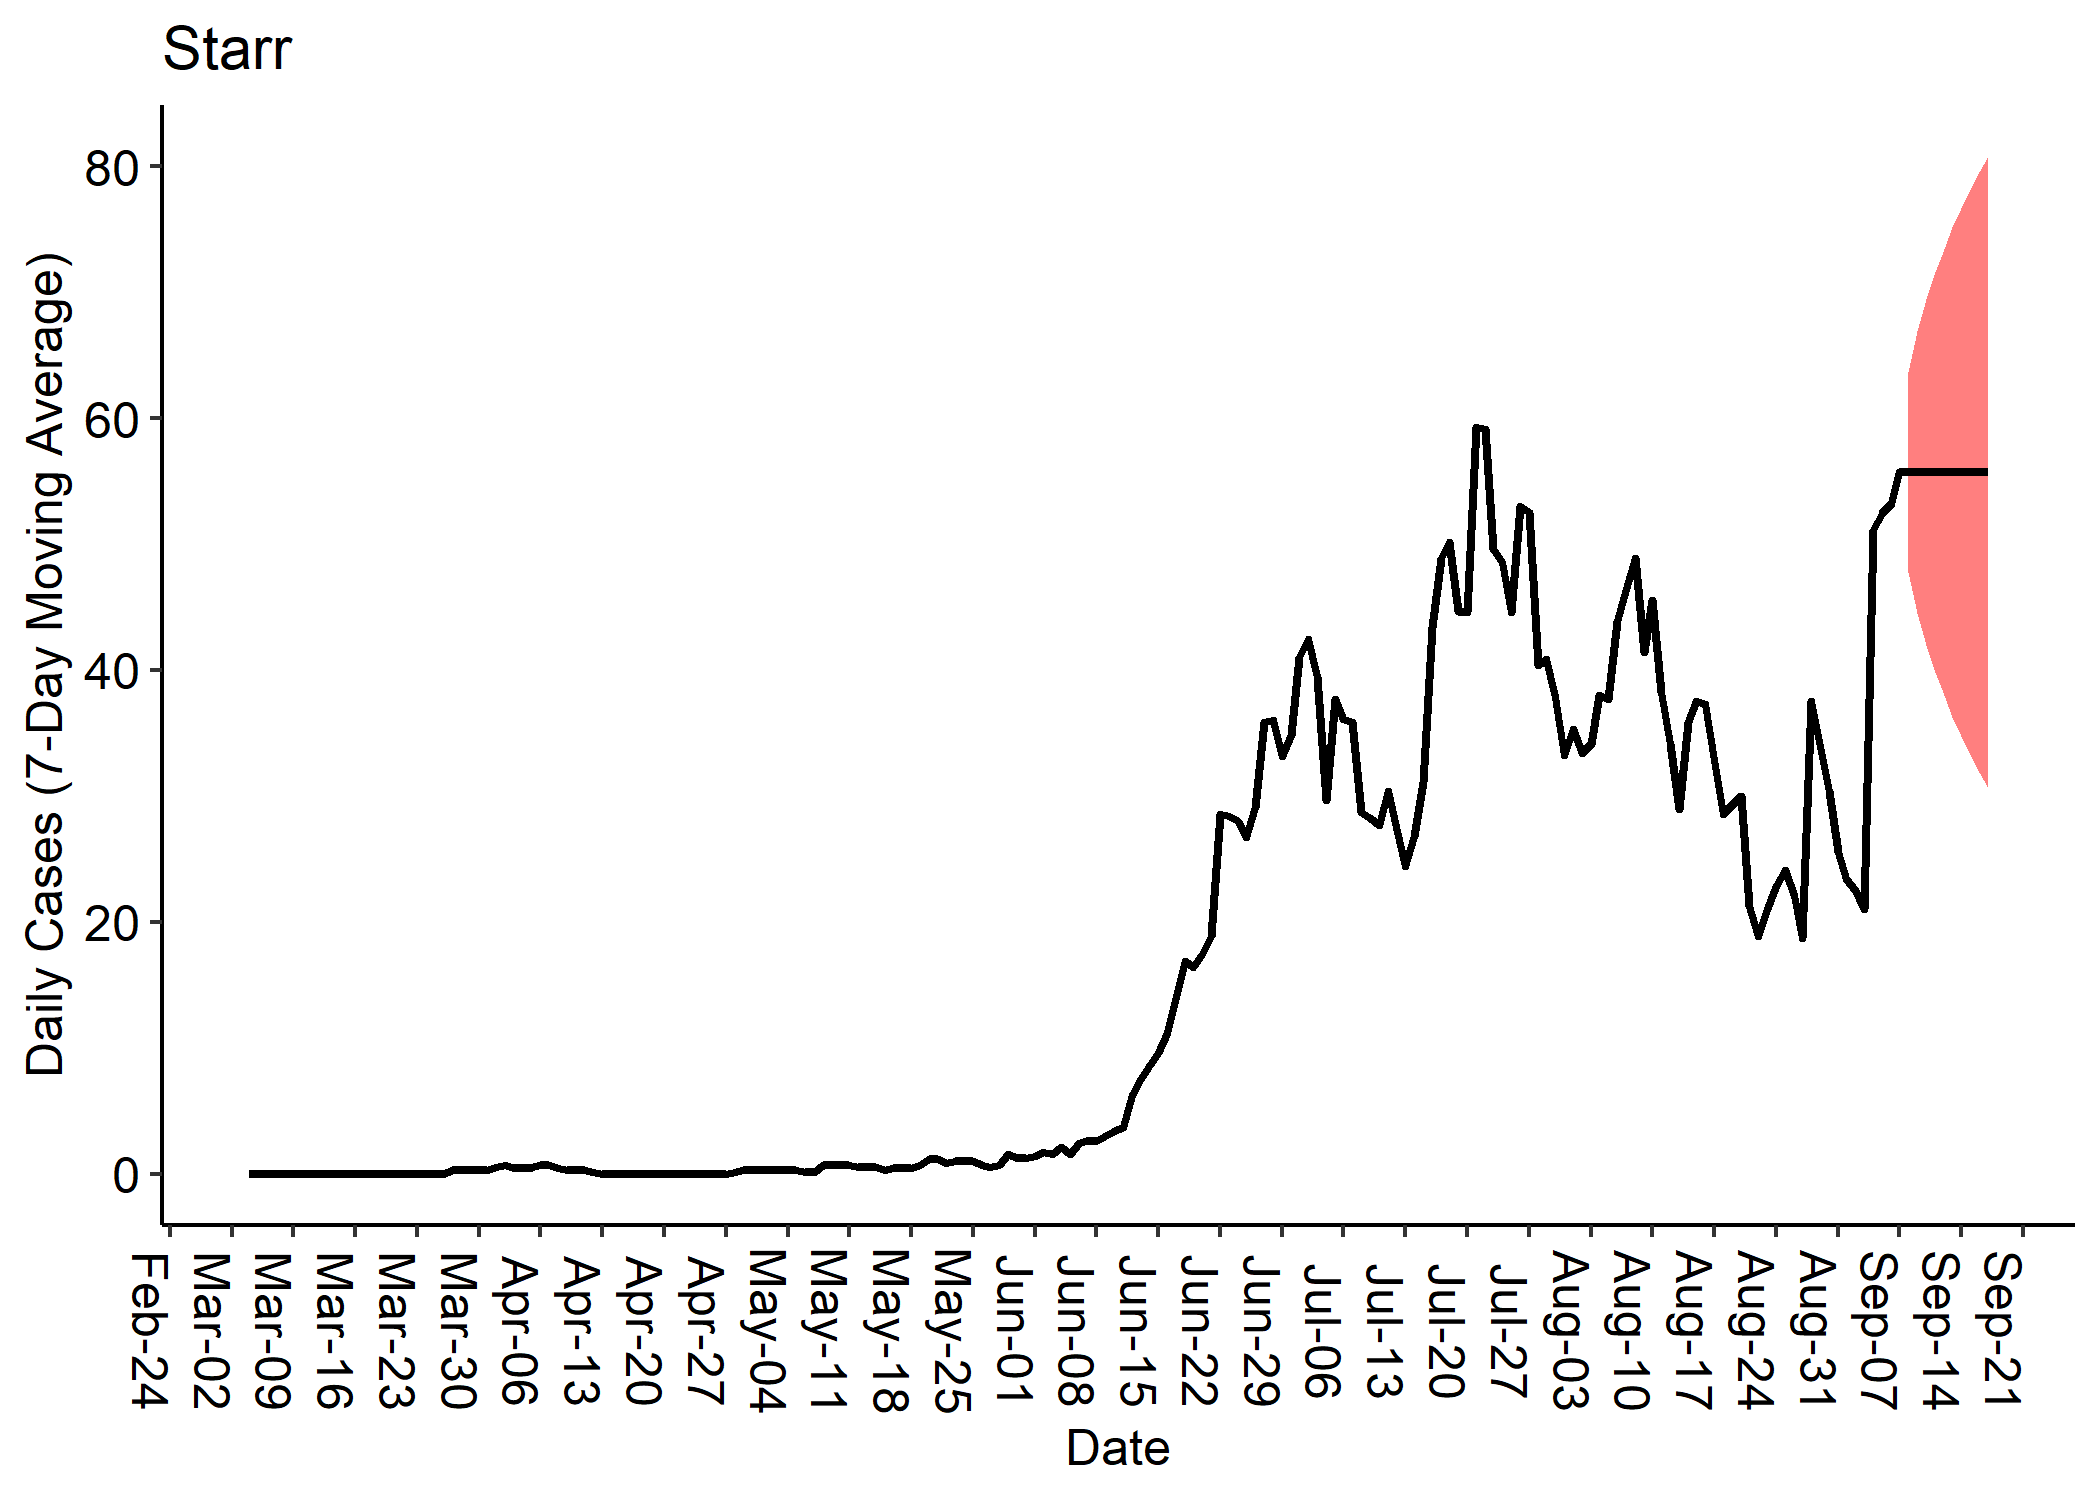 Starr
Daily Cases (7-Day Moving Average)
80
60
40
20
0
Feb-24
Mar-02
Mar-09
Mar-16
Mar-23
Mar-30
Apr-06
Apr-13
Apr-20
Apr-27
May-04
May-11
May-18
May-25
Jun-01
Jun-08
Jun-15
Jun-22
Jun-29
Jul-06
Jul-13
Jul-20
Jul-27
Aug-03
Aug-10
Aug-17
Aug-24
Aug-31
Sep-07
Sep-14
Sep-21
Date